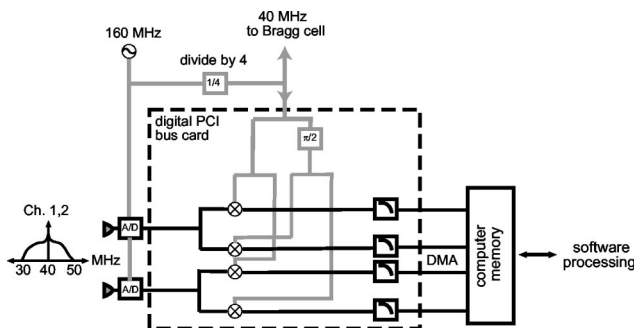 40 MHz
to Bragg cell
160 MHz
divide by 4
1/4
digital PCI
bus card
π/2
Ch. 1,2
A/D
MHz
30 40 50
A/D
DMA
computer
memory
software
processing